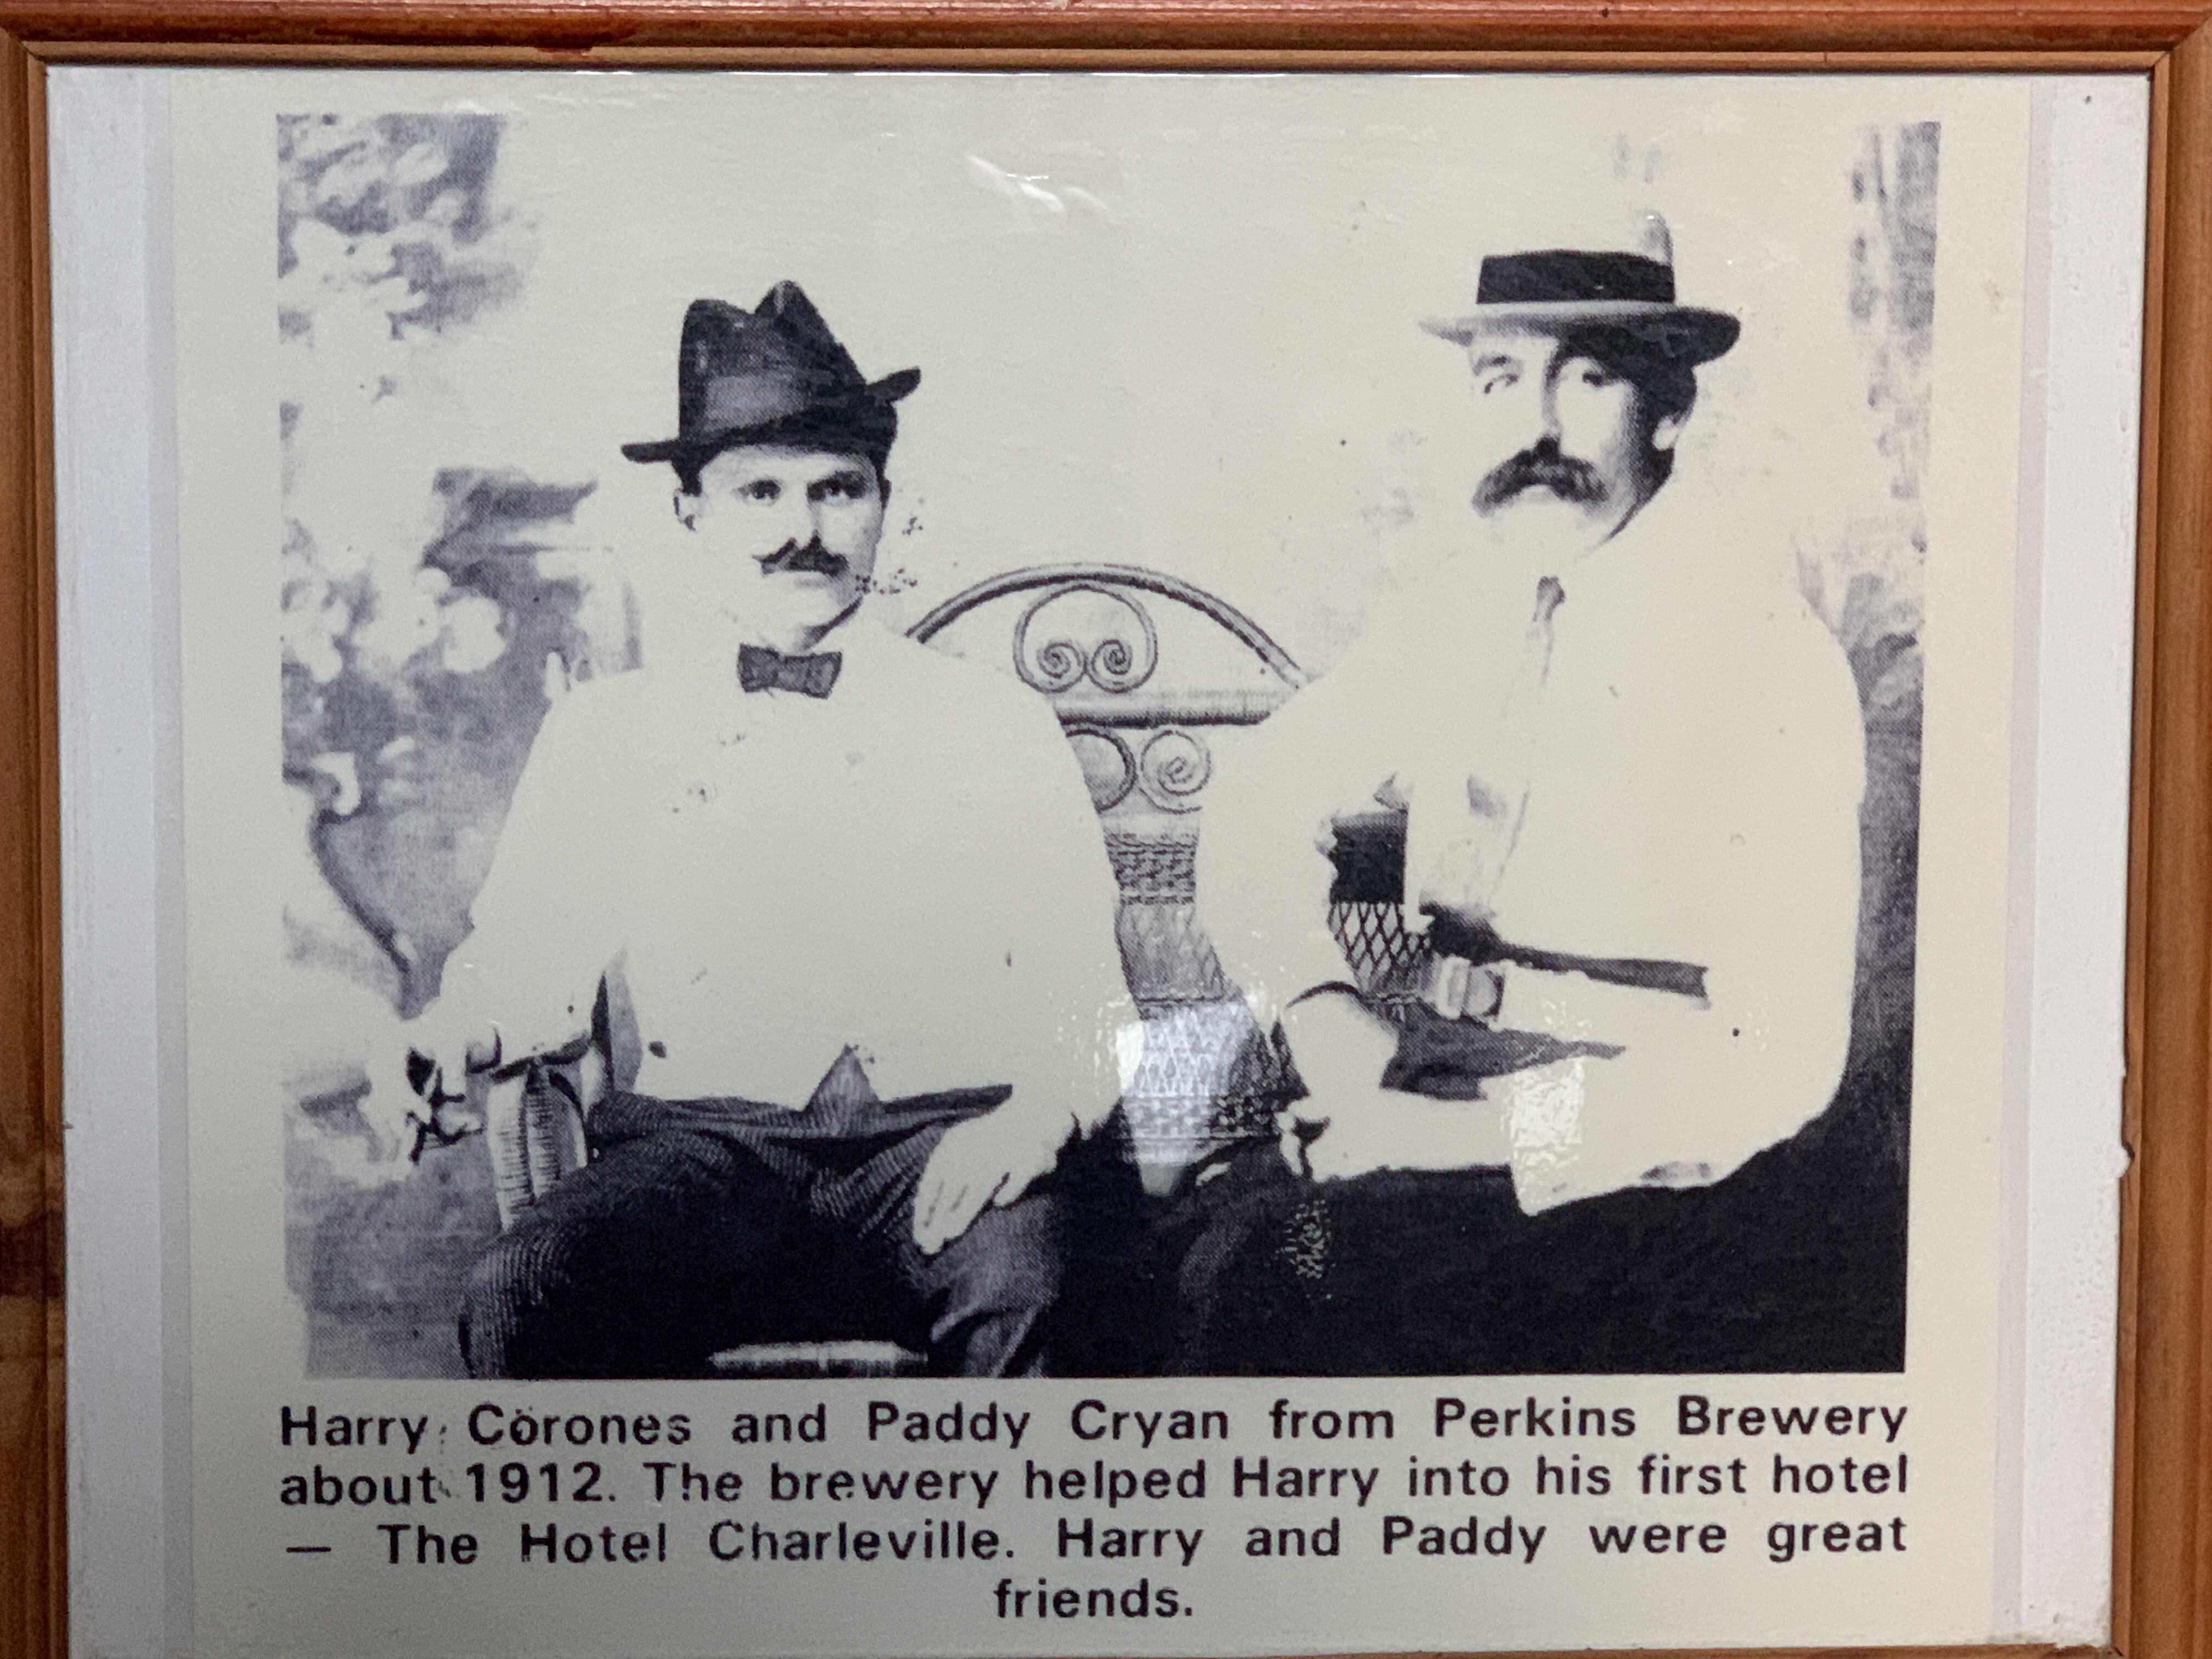 Harry Corones and Paddy Cryan from Perkins Brewery
about 1912. The brewery helped Harry into his first hotel
— The Hotel Charleville. Harry and Paddy were great
friends.